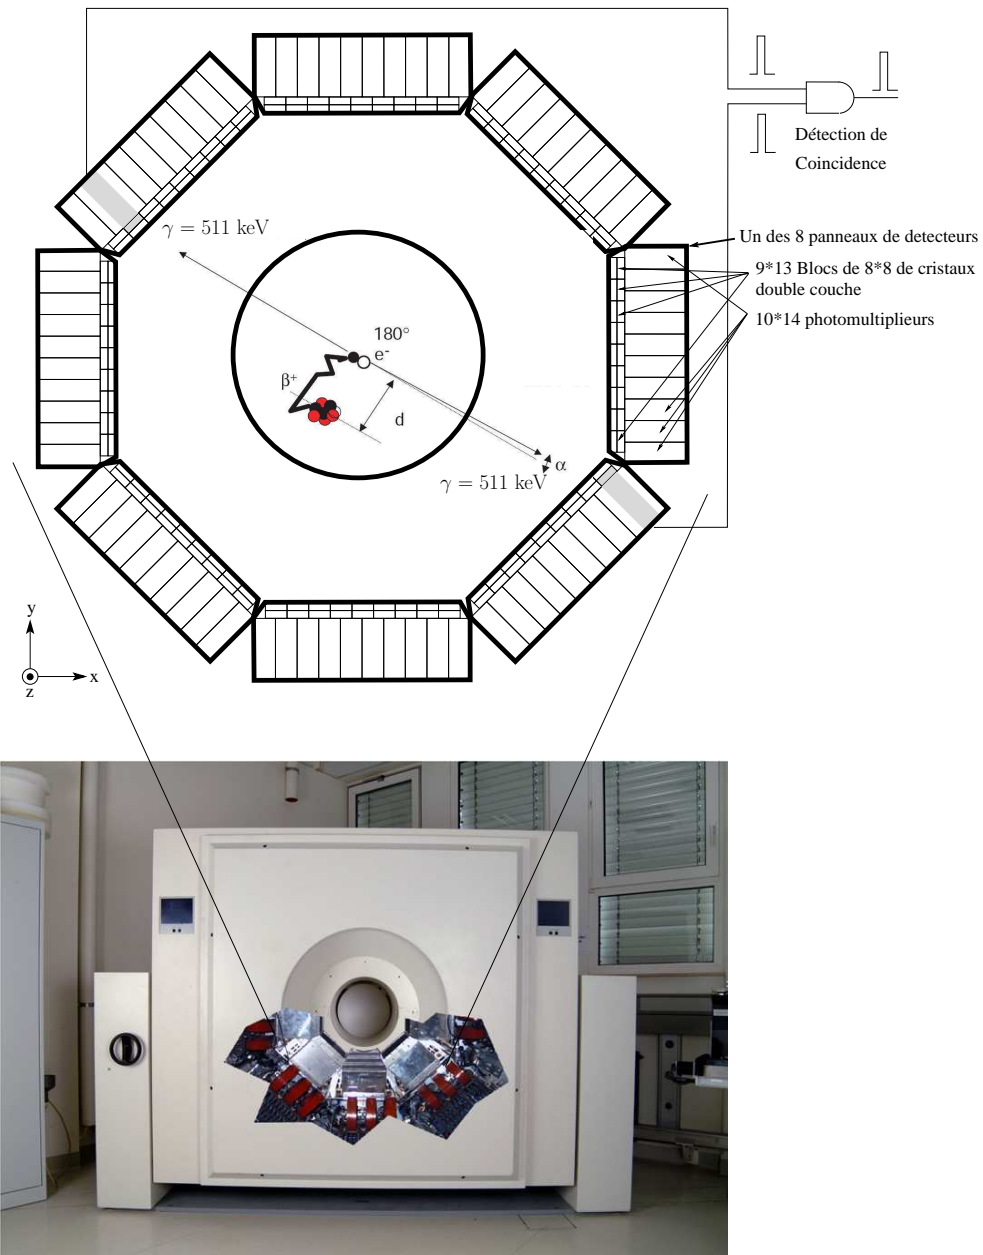 Détection de
Coincidence
γ = 511 keV
Un des 8 panneaux de detecteurs
9*13 Blocs de 8*8 de cristaux
double couche
10*14 photomultiplieurs
180°
e-
β+
d
α
γ = 511 keV
y
x
z